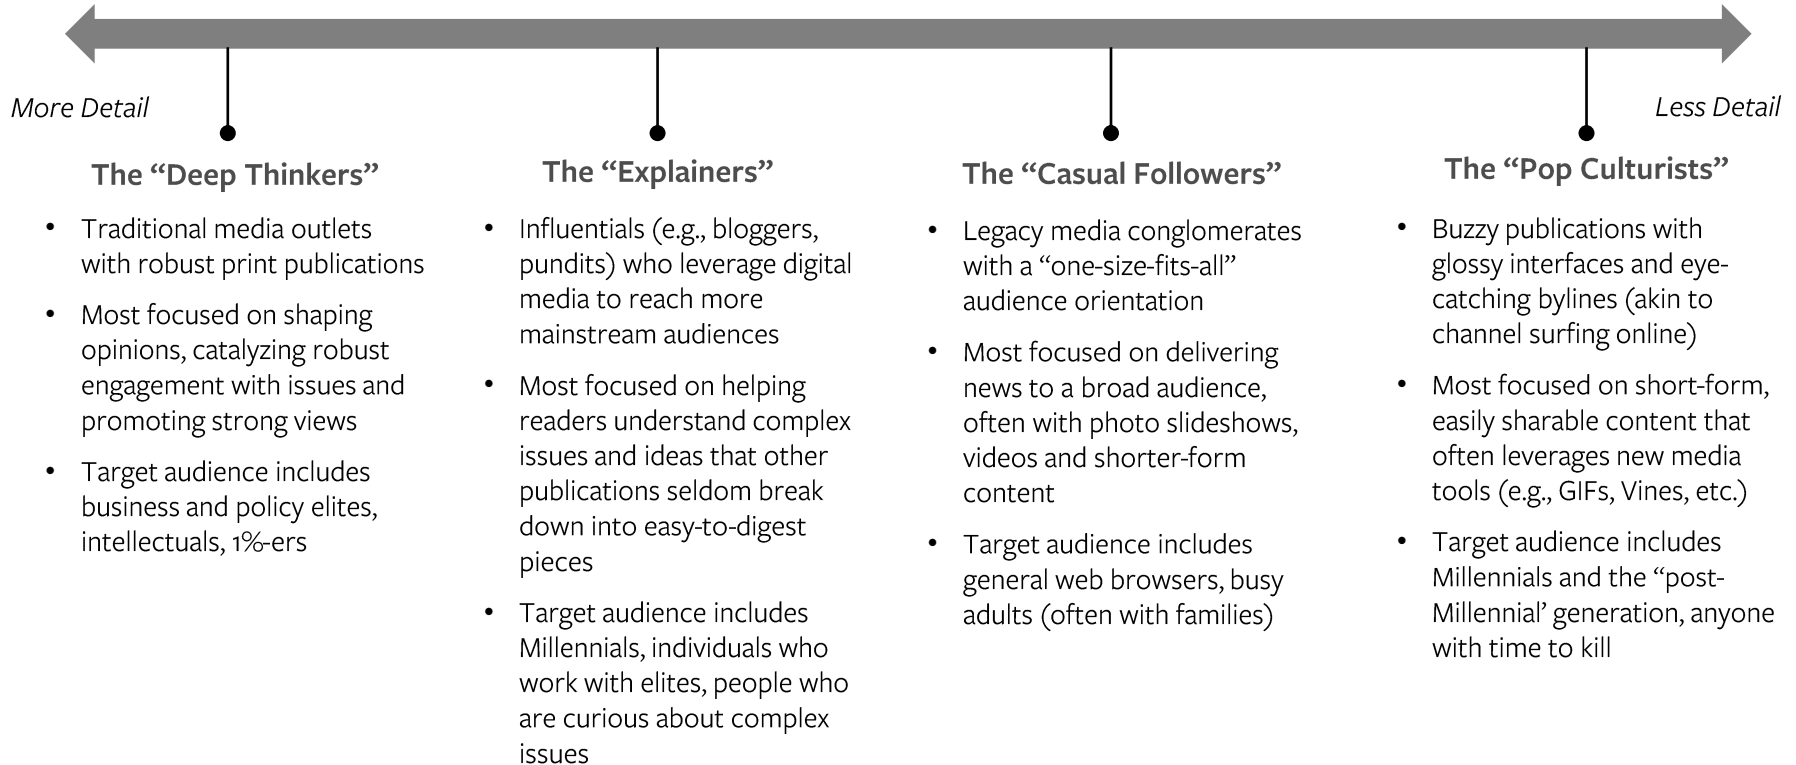 More Detail
Less Detail
The “Deep Thinkers”
• Traditional media outlets
with robust print publications
• Most focused on shaping
opinions, catalyzing robust
engagement with issues and
promoting strong views
• Target audience includes
business and policy elites,
intellectuals, 1%-ers
The “Explainers”
• Influentials (e.g., bloggers,
pundits) who leverage digital
media to reach more
mainstream audiences
• Most focused on helping
readers understand complex
issues and ideas that other
publications seldom break
down into easy-to-digest
pieces
• Target audience includes
Millennials, individuals who
work with elites, people who
are curious about complex
issues
The “Casual Followers”
• Legacy media conglomerates
with a “one-size-fits-all”
audience orientation
• Most focused on delivering
news to a broad audience,
often with photo slideshows,
videos and shorter-form
content
• Target audience includes
general web browsers, busy
adults (often with families)
The “Pop Culturists”
• Buzzy publications with
glossy interfaces and eye-
catching bylines (akin to
channel surfing online)
• Most focused on short-form,
easily sharable content that
often leverages new media
tools (e.g., GIFs, Vines, etc.)
• Target audience includes
Millennials and the “post-
Millennial’ generation, anyone
with time to kill